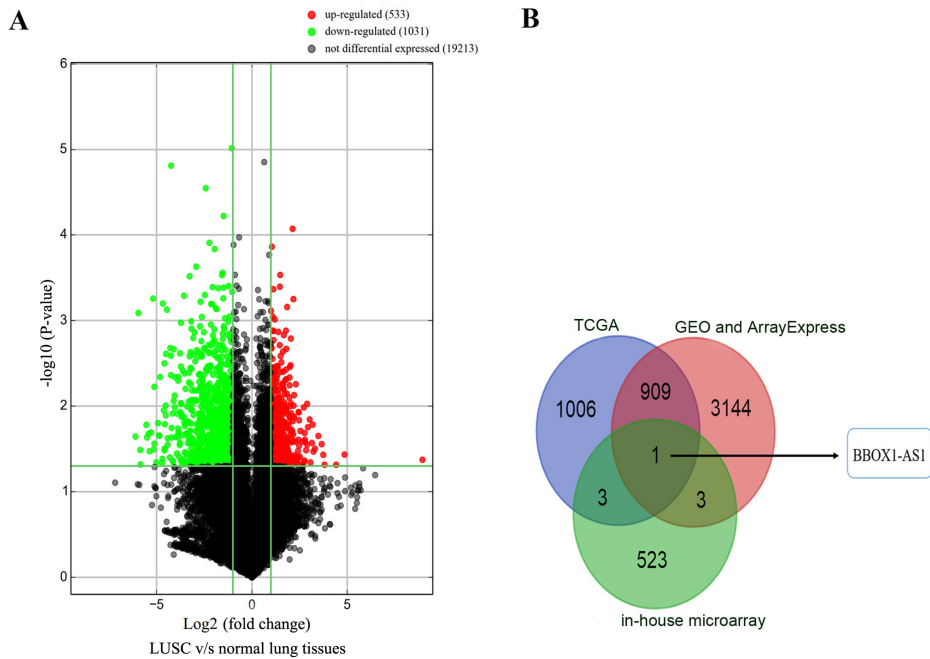 A
up-regulated (533)
down-regulated (1031)
not differential expressed (19213)
6
5
4
3
2
1
0
-log10 (P-value)
−5
0
5
Log2 (fold change)
LUSC v/s normal lung tissues
B
TCGA
GEO and ArrayExpress
1006
909
3144
1
BBOX1-AS1
3
3
523
in-house microarray